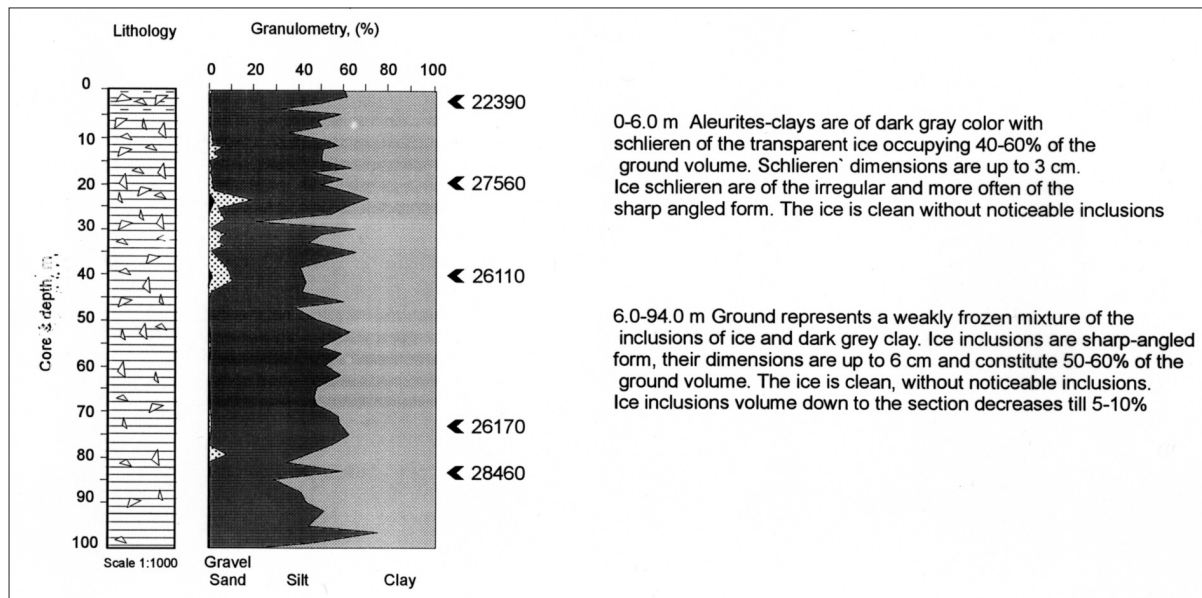 Lithology
Granulometry, (%)
0 20 40 60 80 100
0
10
20
30
40
50
60
70
80
90
100
depth,
22390
27560
26110
26170
28460
Scale 1:1000
Gravel
Sand
Silt
Clay
0-6.0 m Aleurites-clays are of dark gray color with
schlieren of the transparent ice occupying 40-60% of the
ground volume. Schlieren` dimensions are up to 3 cm.
Ice schlieren are of the irregular and more often of the
sharp angled form. The ice is clean without noticeable inclusions
6.0-94.0 m Ground represents a weakly frozen mixture of the
inclusions of ice and dark grey clay. Ice inclusions are sharp-angled
form, their dimensions are up to 6 cm and constitute 50-60% of the
ground volume. The ice is clean, without noticeable inclusions.
Ice inclusions volume down to the section decreases till 5-10%